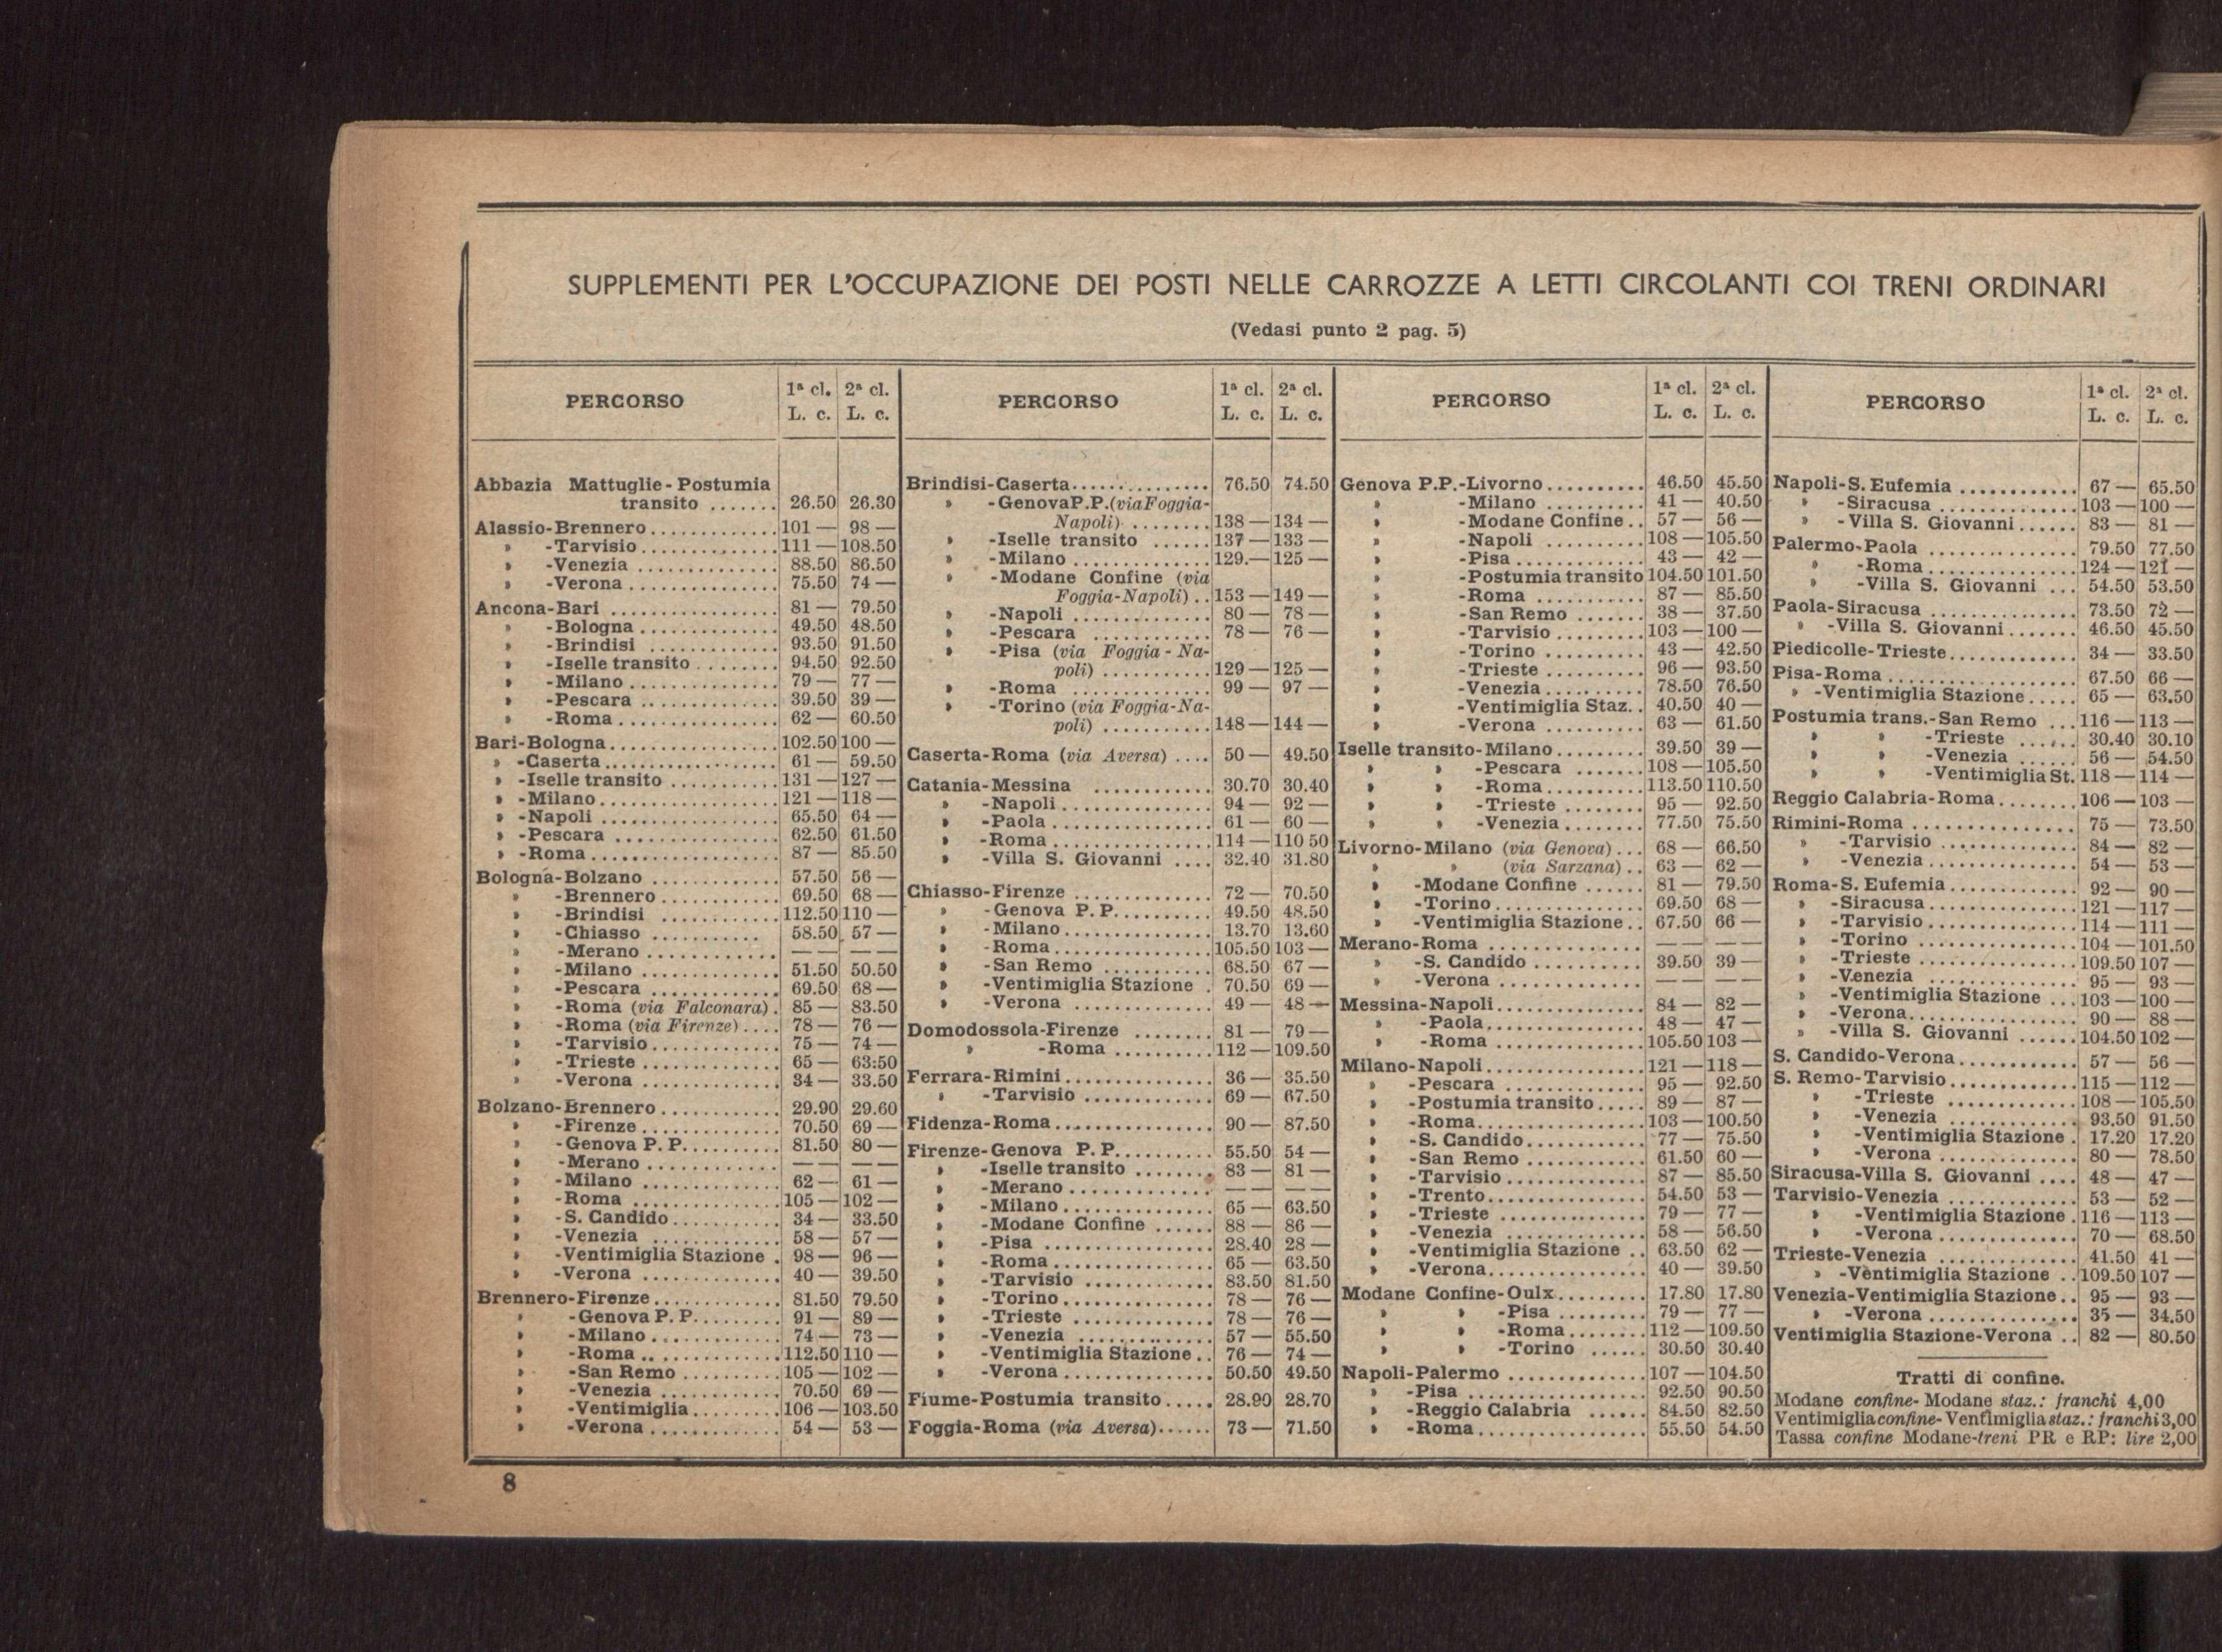 SUPPLEMENTI PER L'OCCUPAZIONE DEI POSTI NELLE CARROZZE A LETTI CIRCOLANTI COI TRENI ORDINARI
(Vedasi punto 2 pag. 5)
PERCORSO 1ª cl. L. c. 2ª cl. L. c.
Abbazia Mattuglie-Postumia
transito ....... 26.50 26.30
Alassio-Brennero ............. 101 — 98 —
» -Tarvisio .............. 111 — 108.50
» -Venezia .............. 88.50 86.50
» -Verona ............... 75.50 74 —
Ancona-Bari ................. 81 — 79.50
» -Bologna .............. 49.50 48.50
» -Brindisi ............. 93.50 91.50
» -Iselle transito ........ 94.50 92.50
» -Milano ............... 79 — 77 —
» -Pescara .............. 39.50 39 —
» -Roma ................ 62 — 60.50
Bari-Bologna ................. 102.50 100 —
» -Caserta .................. 61 — 59.50
» -Iselle transito ........... 131 — 127 —
» -Milano .................. 121 — 118 —
» -Napoli .................. 65.50 64 —
» -Pescara ................ 62.50 61.50
» -Roma ................... 87 — 85.50
Bologna-Bolzano ............. 57.50 56 —
» -Brennero ............ 69.50 68 —
» -Brindisi ............ 112.50 110 —
» -Chiasso ........... 58.50 57 —
» -Merano ............ — — — —
» -Milano ............. 51.50 50.50
» -Pescara ............ 69.50 68 —
» -Roma (via Falconara) . 85 — 83.50
» -Roma (via Firenze) .... 78 — 76 —
» -Tarvisio ............. 75 — 74 —
» -Trieste .............. 65 — 63:50
» -Verona ............. 34 — 33.50
Bolzano-Brennero ............ 29.90 29.60
» -Firenze .............. 70.50 69 —
» -Genova P. P. ......... 81.50 80 —
» -Merano ............. — — — —
» -Milano .............. 62 — 61 —
» -Roma .............. 105 — 102 —
» -S. Candido ........... 34 — 33.50
» -Venezia ............. 58 — 57 —
» -Ventimiglia Stazione . 98 — 96 —
» -Verona ............. 40 — 39.50
Brennero-Firenze ............. 81.50 79.50
» -Genova P. P. ........ 91 — 89 —
» -Milano ............. 74 — 73 —
» -Roma .............. 112.50 110 —
» -San Remo .......... 105 — 102 —
» -Venezia ............ 70.50 69 —
» -Ventimiglia ......... 106 — 103.50
» -Verona ............. 54 — 53 —
PERCORSO 1ª cl. L. c. 2ª cl. L. c.
Brindisi-Caserta .............. 76.50 74.50
» -Genova P.P. (via Foggia-
Napoli) ........ 138 — 134 —
» -Iselle transito ...... 137 — 133 —
» -Milano .............. 129.— 125 —
» -Modane Confine (via
Foggia-Napoli) .. 153 — 149 —
» -Napoli .............. 80 — 78 —
» -Pescara ............ 78 — 76 —
» -Pisa (via Foggia-Na-
poli) ........... 129 — 125 —
» -Roma .............. 99 — 97 —
» -Torino (via Foggia-Na-
poli) ........... 148 — 144 —
Caserta-Roma (via Aversa) .... 50 — 49.50
Catania-Messina ............ 30.70 30.40
» -Napoli ................ 94 — 92 —
» -Paola ................. 61 — 60 —
» -Roma ................. 114 — 110 50
» -Villa S. Giovanni .... 32.40 31.80
Chiasso-Firenze .............. 72 — 70.50
» -Genova P. P. ......... 49.50 48.50
» -Milano ............... 13.70 13.60
» -Roma ................ 105.50 103 —
» -San Remo ........... 68.50 67 —
» -Ventimiglia Stazione . 70.50 69 —
» -Verona .............. 49 — 48 —
Domodossola-Firenze ........ 81 — 79 —
» -Roma .......... 112 — 109.50
Ferrara-Rimini ............... 36 — 35.50
» -Tarvisio ............. 69 — 67.50
Fidenza-Roma ................ 90 — 87.50
Firenze-Genova P. P. ......... 55.50 54 —
» -Iselle transito ........ 83 — 81 —
» -Merano .............. — — — —
» -Milano ............... 65 — 63.50
» -Modane Confine ...... 88 — 86 —
» -Pisa ................. 28.40 28 —
» -Roma ................ 65 — 63.50
» -Tarvisio ............. 83.50 81.50
» -Torino ............... 78 — 76 —
» -Trieste .............. 78 — 76 —
» -Venezia .............. 57 — 55.50
» -Ventimiglia Stazione .. 76 — 74 —
» -Verona ............... 50.50 49.50
Fiume-Postumia transito ..... 28.90 28.70
Foggia-Roma (via Aversa) ...... 73 — 71.50
PERCORSO 1ª cl. L. c. 2ª cl. L. c.
Genova P.P.-Livorno .......... 46.50 45.50
» -Milano .......... 41 — 40.50
» -Modane Confine .. 57 — 56 —
» -Napoli .......... 108 — 105.50
» -Pisa ............. 43 — 42 —
» -Postumia transito 104.50 101.50
» -Roma ........... 87 — 85.50
» -San Remo ....... 38 — 37.50
» -Tarvisio ......... 103 — 100 —
» -Torino .......... 43 — 42.50
» -Trieste .......... 96 — 93.50
» -Venezia .......... 78.50 76.50
» -Ventimiglia Staz. . 40.50 40 —
» -Verona .......... 63 — 61.50
Iselle transito-Milano ......... 39.50 39 —
» » -Pescara ....... 108 — 105.50
» » -Roma ......... 113.50 110.50
» » -Trieste ........ 95 — 92.50
» » -Venezia ........ 77.50 75.50
Livorno-Milano (via Genova) ... 68 — 66.50
» » (via Sarzana) .. 63 — 62 —
» -Modane Confine ...... 81 — 79.50
» -Torino ............... 69.50 68 —
» -Ventimiglia Stazione .. 67.50 66 —
Merano-Roma .............. — — — —
» -S. Candido .......... 39.50 39 —
» -Verona ............. — — — —
Messina-Napoli ............... 84 — 82 —
» -Paola ................ 48 — 47 —
» -Roma ............... 105.50 103 —
Milano-Napoli ................ 121 — 118 —
» -Pescara ............. 95 — 92.50
» -Postumia transito ..... 89 — 87 —
» -Roma ................. 103 — 100.50
» -S. Candido ............ 77 — 75.50
» -San Remo ............ 61.50 60 —
» -Tarvisio .............. 87 — 85.50
» -Trento ................ 54.50 53 —
» -Trieste ............... 79 — 77 —
» -Venezia .............. 58 — 56.50
» -Ventimiglia Stazione .. 63.50 62 —
» -Verona ................ 40 — 39.50
Modane Confine-Oulx ......... 17.80 17.80
» » -Pisa ......... 79 — 77 —
» » -Roma ........ 112 — 109.50
» » -Torino ...... 30.50 30.40
Napoli-Palermo .............. 107 — 104.50
» -Pisa .................. 92.50 90.50
» -Reggio Calabria ...... 84.50 82.50
» -Roma ................. 55.50 54.50
PERCORSO 1ª cl. L. c. 2ª cl. L. c.
Napoli-S. Eufemia ............ 67 — 65.50
» -Siracusa .............. 103 — 100 —
» -Villa S. Giovanni ...... 83 — 81 —
Palermo-Paola ............... 79.50 77.50
» -Roma ............... 124 — 121 —
» -Villa S. Giovanni ... 54.50 53.50
Paola-Siracusa ............... 73.50 72 —
» -Villa S. Giovanni ....... 46.50 45.50
Piedicolle-Trieste ............. 34 — 33.50
Pisa-Roma ................... 67.50 66 —
» -Ventimiglia Stazione ..... 65 — 63.50
Postumia trans.-San Remo ... 116 — 113 —
» » -Trieste ...... 30.40 30.10
» » -Venezia ...... 56 — 54.50
» » -Ventimiglia St. 118 — 114 —
Reggio Calabria-Roma ........ 106 — 103 —
Rimini-Roma ................ 75 — 73.50
» -Tarvisio .............. 84 — 82 —
» -Venezia ............... 54 — 53 —
Roma-S. Eufemia ............. 92 — 90 —
» -Siracusa ............... 121 — 117 —
» -Tarvisio ............... 114 — 111 —
» -Torino ................ 104 — 101.50
» -Trieste ................ 109.50 107 —
» -Venezia ............... 95 — 93 —
» -Ventimiglia Stazione ... 103 — 100 —
» -Verona ................. 90 — 88 —
» -Villa S. Giovanni ...... 104.50 102 —
S. Candido-Verona ............ 57 — 56 —
S. Remo-Tarvisio ............. 115 — 112 —
» -Trieste ............. 108 — 105.50
» -Venezia ............ 93.50 91.50
» -Ventimiglia Stazione . 17.20 17.20
» -Verona .............. 80 — 78.50
Siracusa-Villa S. Giovanni .... 48 — 47 —
Tarvisio-Venezia ............. 53 — 52 —
» -Ventimiglia Stazione . 116 — 113 —
» -Verona .............. 70 — 68.50
Trieste-Venezia .............. 41.50 41 —
» -Ventimiglia Stazione .. 109.50 107 —
Venezia-Ventimiglia Stazione .. 95 — 93 —
» -Verona ............... 35 — 34.50
Ventimiglia Stazione-Verona .. 82 — 80.50
Tratti di confine.
Modane confine-Modane staz.: franchi 4,00
Ventimiglia confine-Ventimiglia staz.: franchi 3,00
Tassa confine Modane-treni PR e RP: lire 2,00
8